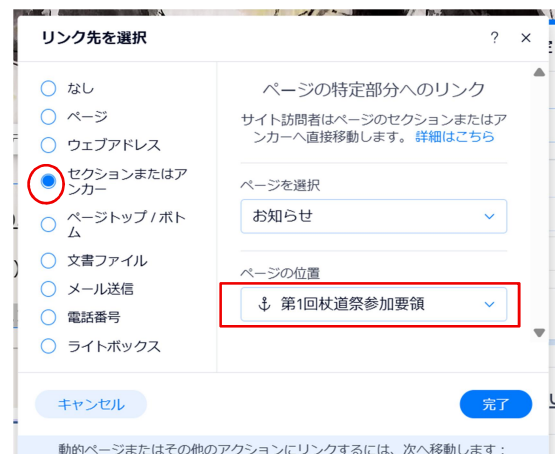 リンク先を選択
?
×
なし
ページ
ウェブアドレス
セクションまたはア
ンカー
ページトップ / ボト
ム
文書ファイル
メール送信
電話番号
ライトボックス
ページの特定部分へのリンク
サイト訪問者はページのセクションまたはア
ンカーへ直接移動します。 詳細はこちら
ページを選択
お知らせ
ページの位置
第1回杖道祭参加要領
キャンセル
完了
動的ページまたはその他のアクションにリンクするには、次へ移動します：